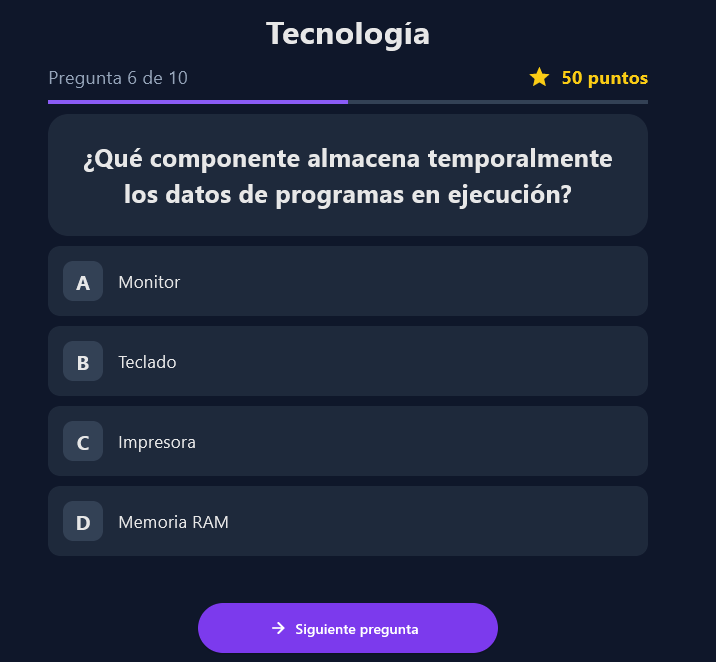 Tecnología
Pregunta 6 de 10
50 puntos
¿Qué componente almacena temporalmente
los datos de programas en ejecución?
A Monitor
B Teclado
C Impresora
D Memoria RAM
Siguiente pregunta